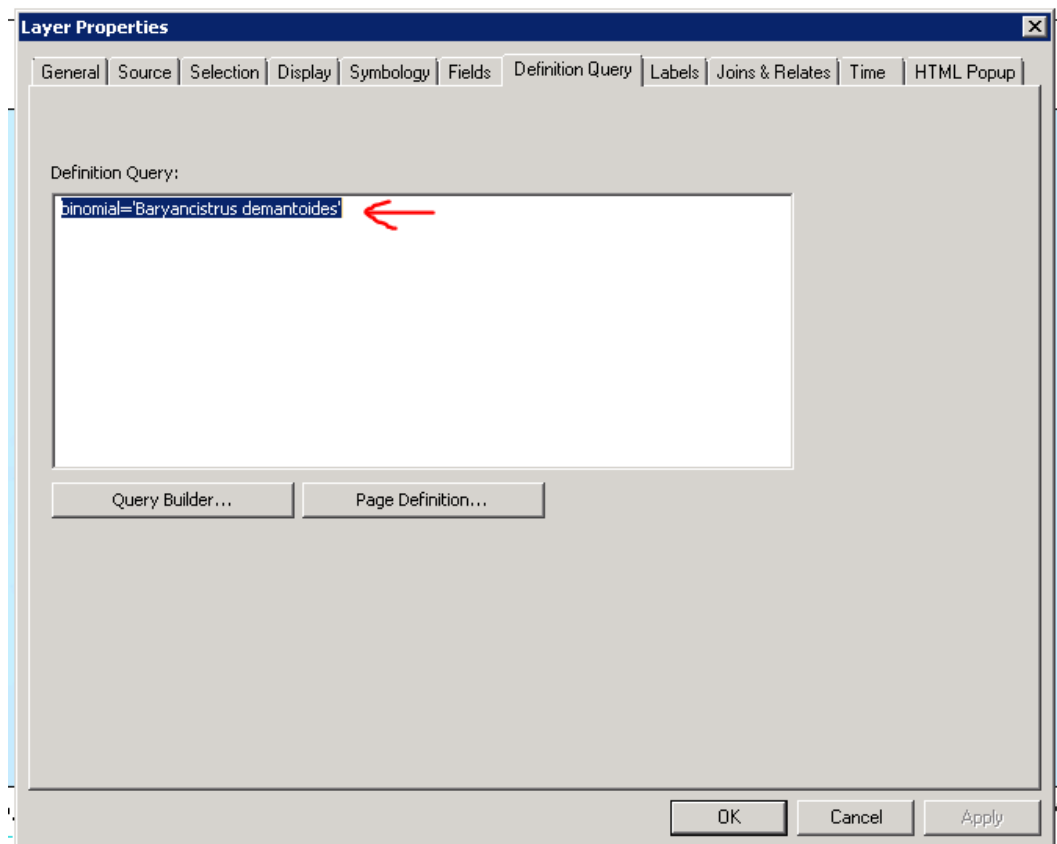 Layer Properties
General Source Selection Display Symbology Fields Definition Query Labels Joins & Relates Time HTML Popup
Definition Query:
binomial='Baryancistrus demantoides'
Query Builder... Page Definition...
OK Cancel Apply